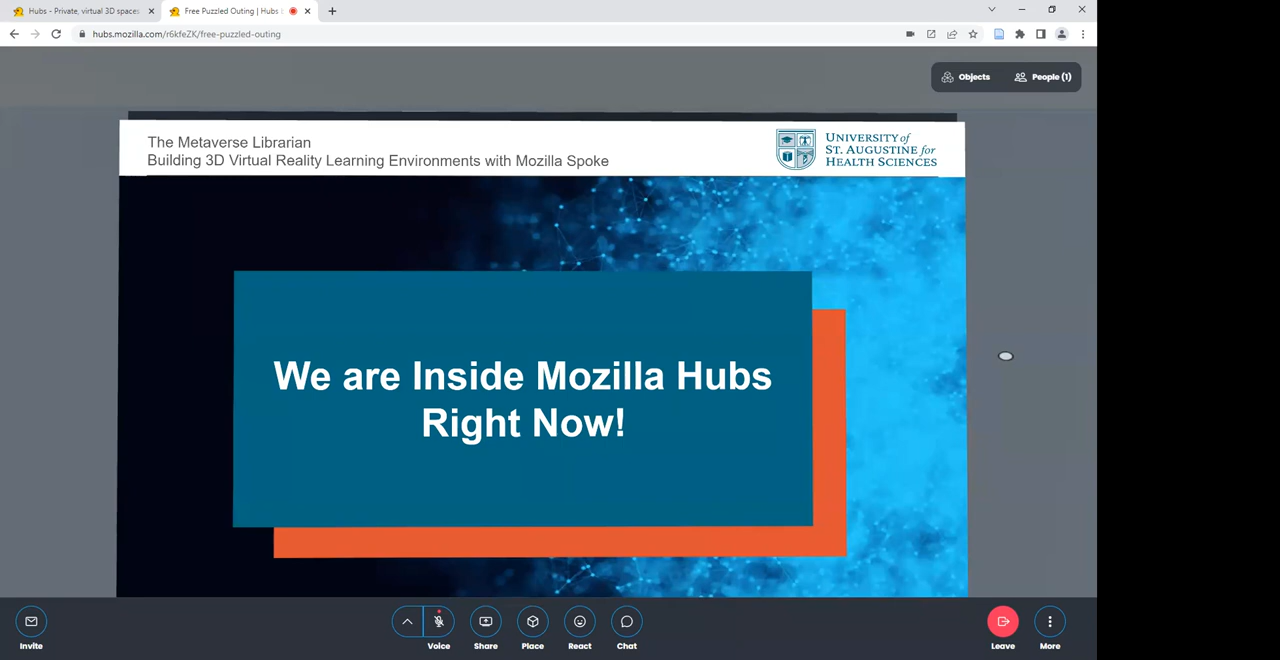 Hubs - Private, virtual 3D spaces
Free Puzzled Outing | Hubs
hubs.mozilla.com/r6kfeZK/free-puzzled-outing
Objects
People (1)
The Metaverse Librarian
Building 3D Virtual Reality Learning Environments with Mozilla Spoke
UNIVERSITY of
ST. AUGUSTINE for
HEALTH SCIENCES
We are Inside Mozilla Hubs
Right Now!
Invite
Voice
Share
Place
React
Chat
Leave
More